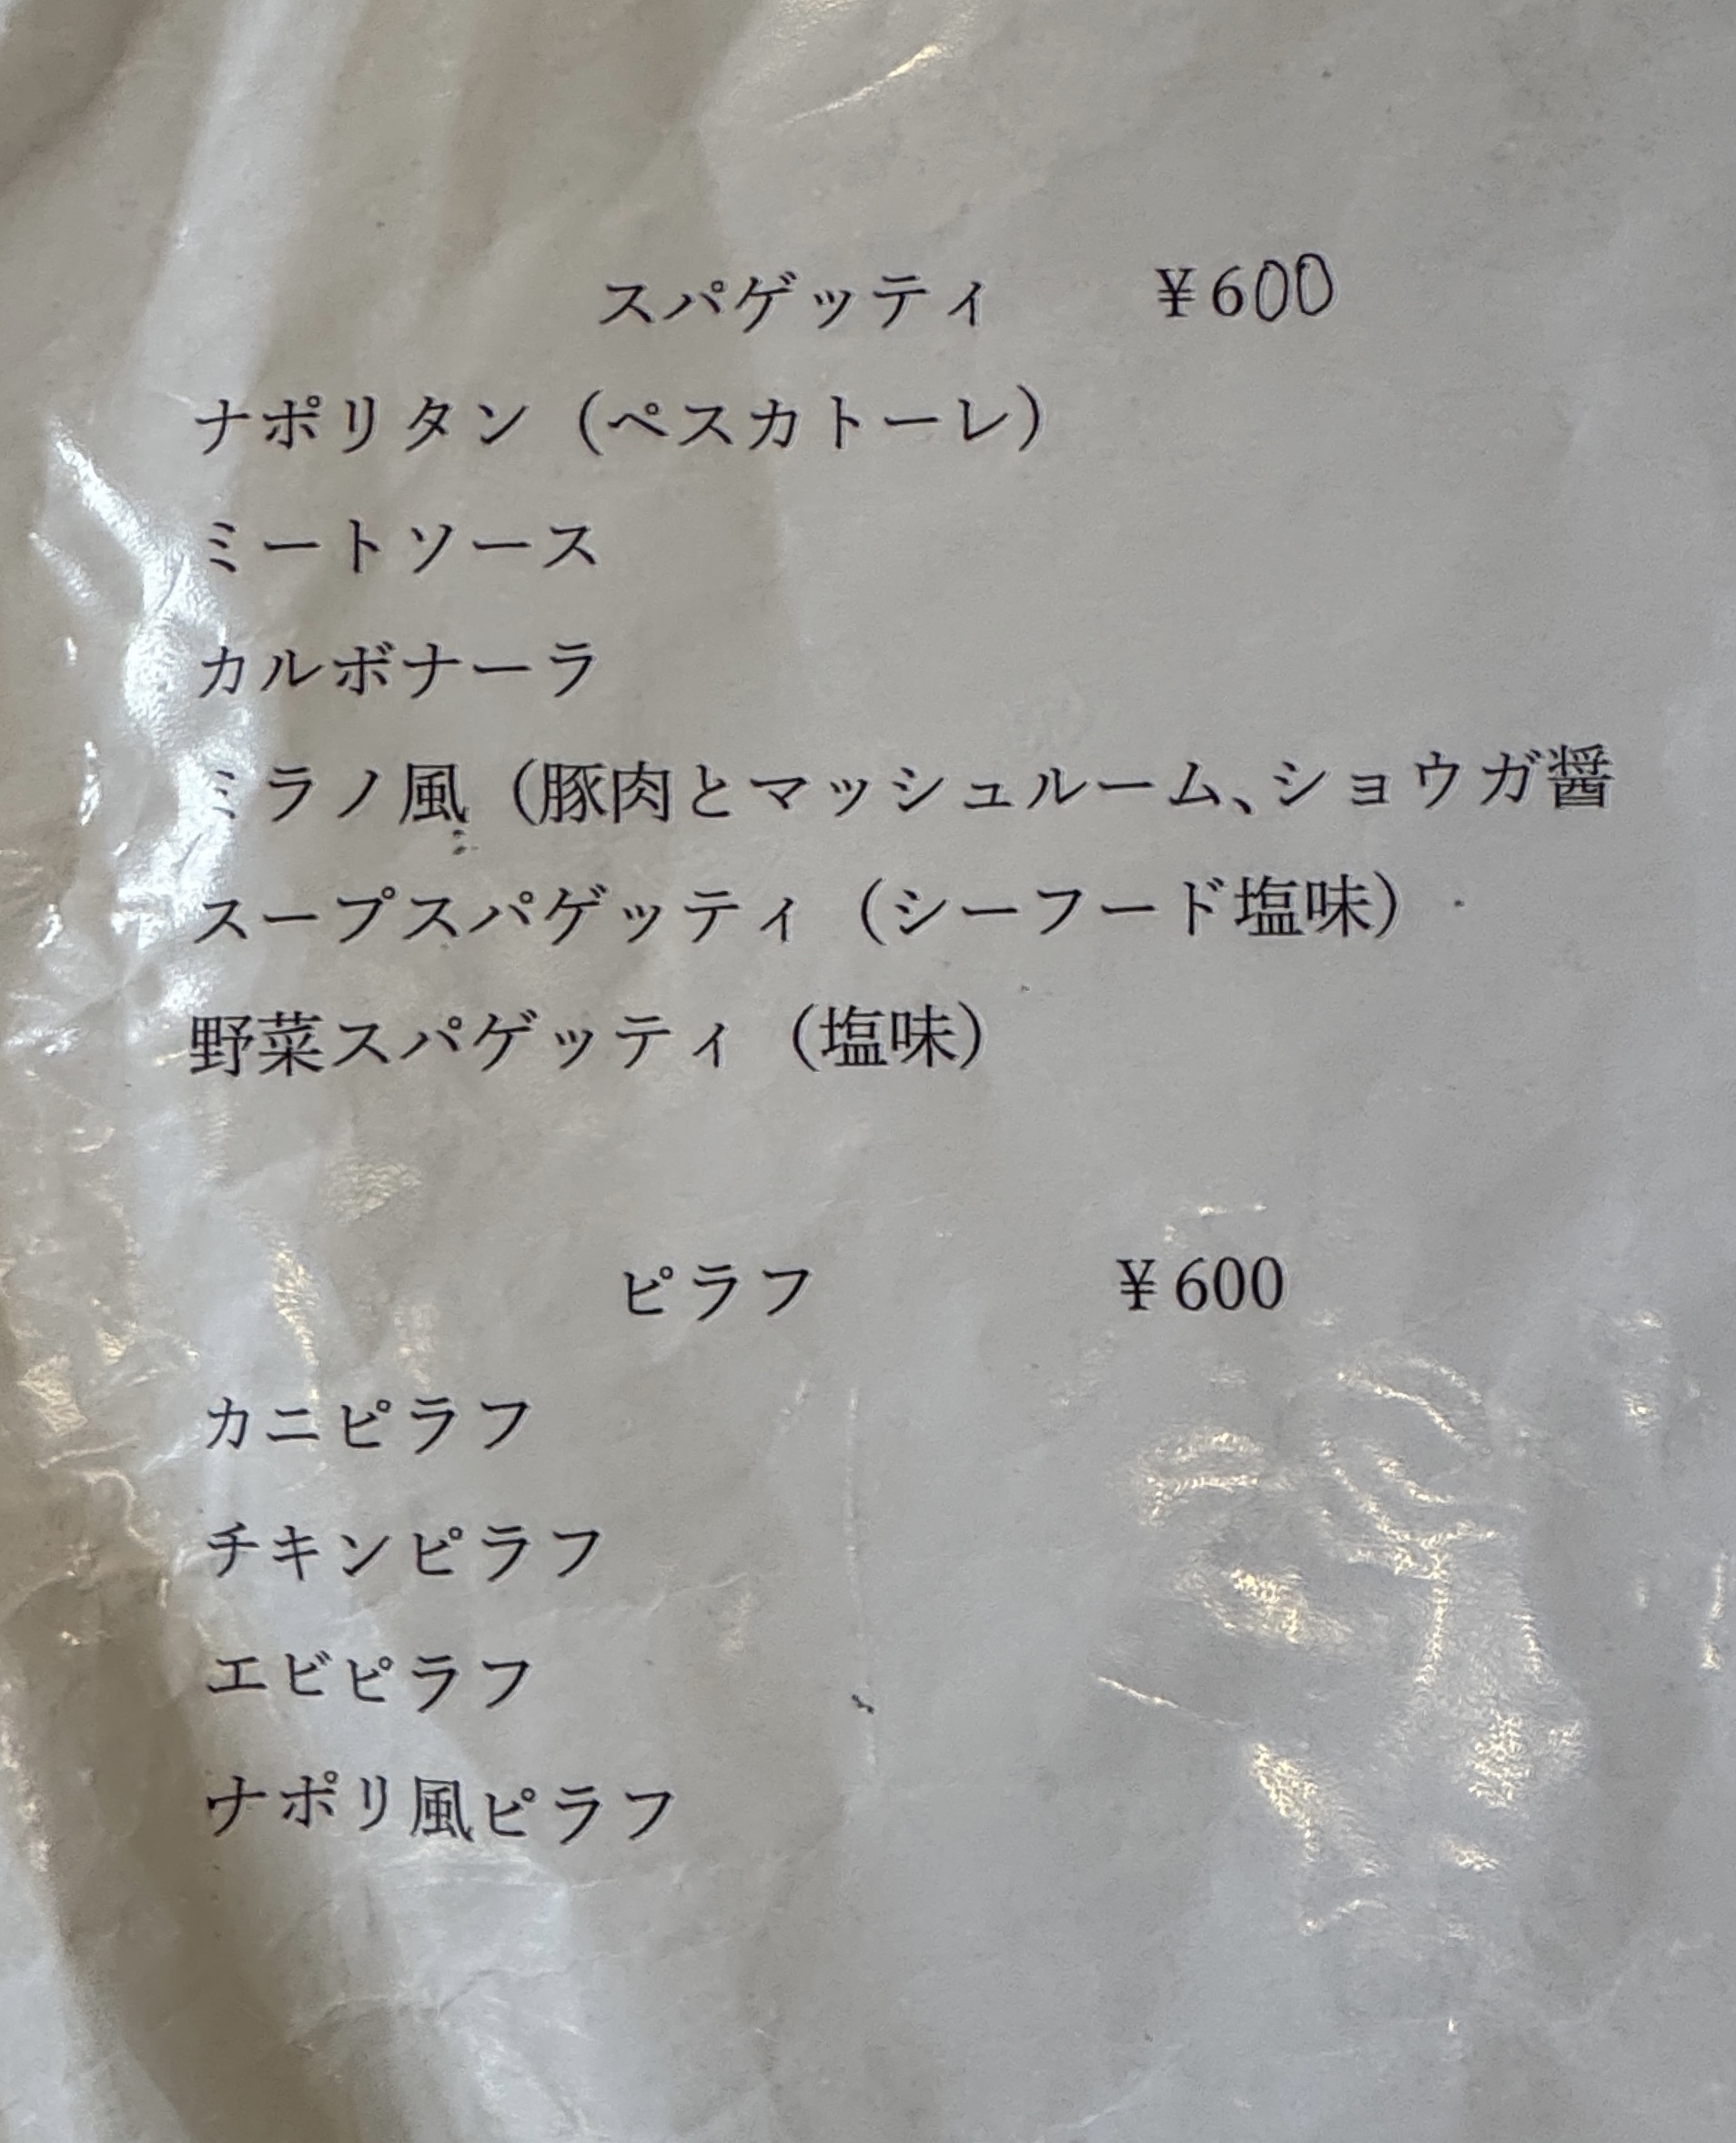 スパゲッティ ¥600
ナポリタン（ペスカトーレ）
ミートソース
カルボナーラ
ミラノ風（豚肉とマッシュルーム、ショウガ醤
スープスパゲッティ（シーフード塩味）
野菜スパゲッティ（塩味）
ピラフ ¥600
カニピラフ
チキンピラフ
エビピラフ
ナポリ風ピラフ